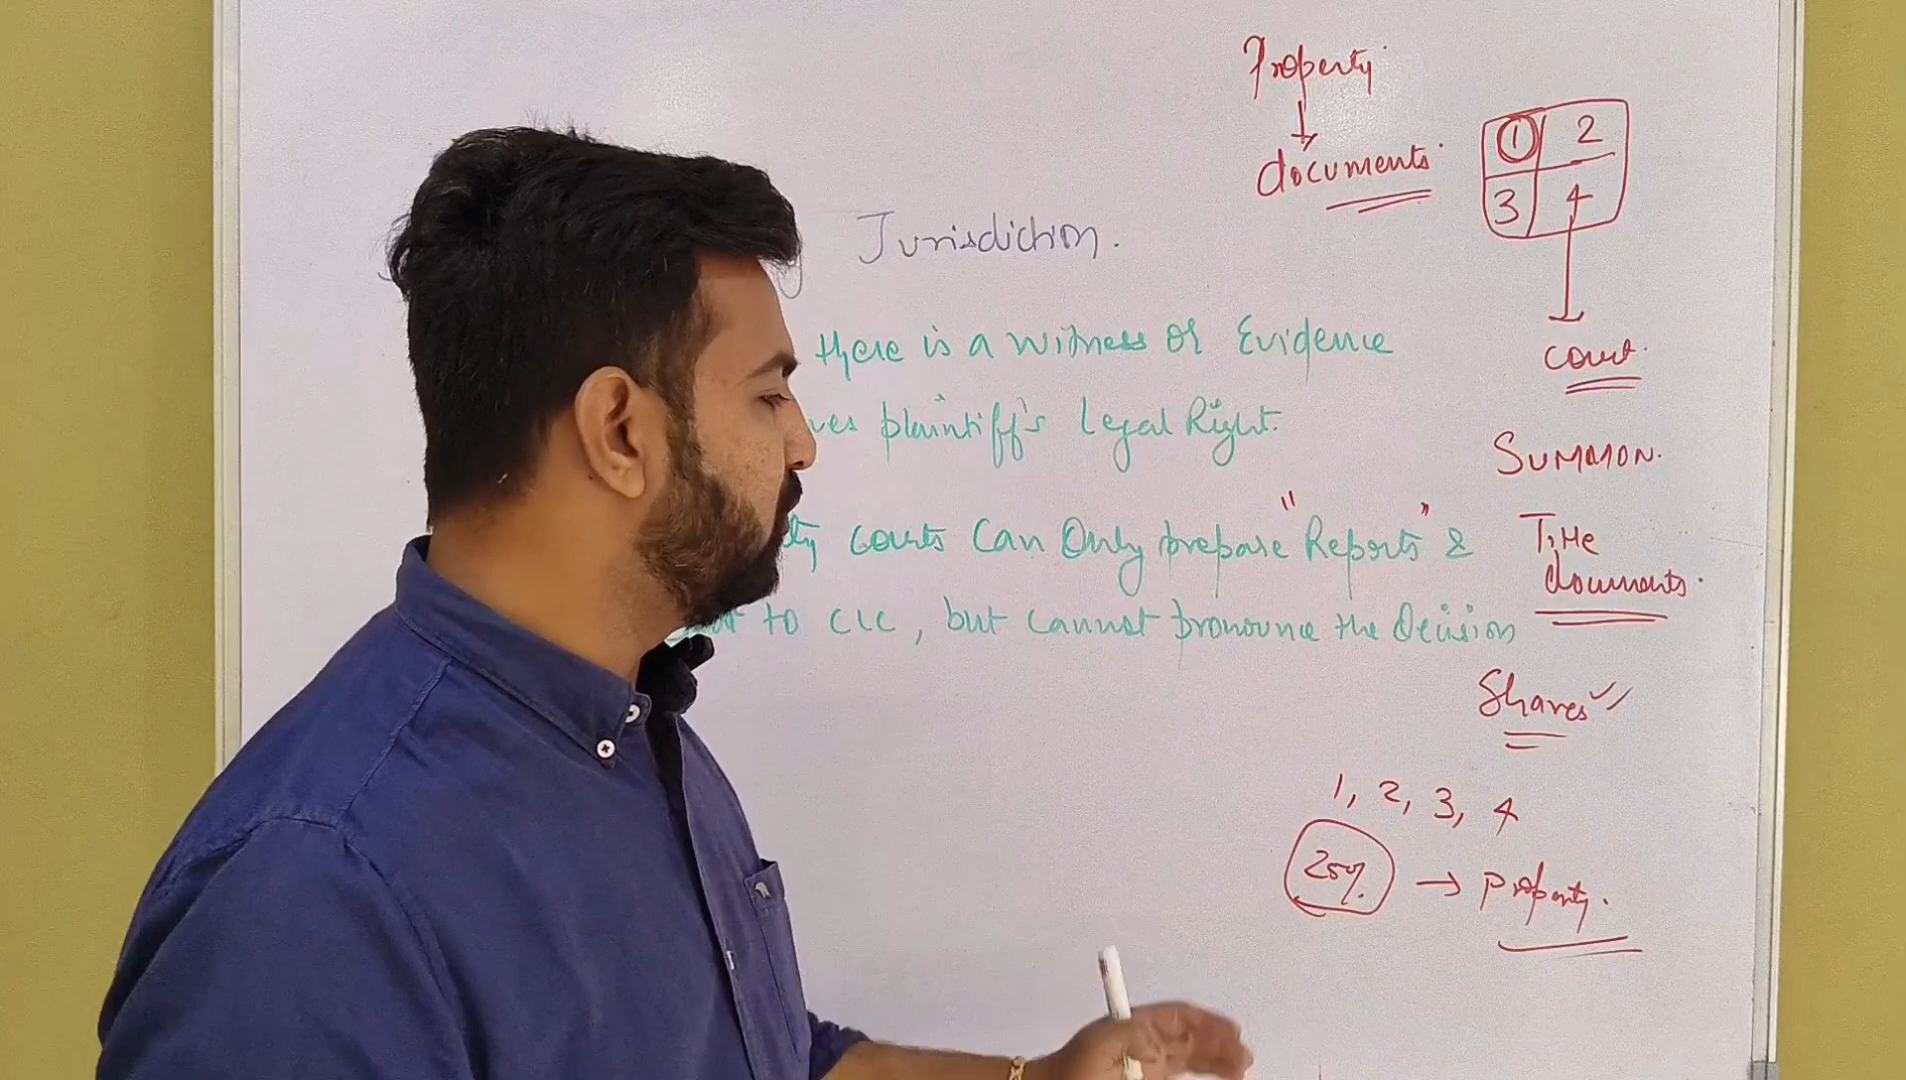 Property
documents
1 2
3 4
court.
Jurisdiction.
there is a witness or Evidence
plaintiff's Legal Right.
courts Can Only prepare "Reports" &
to CLC, but cannot pronounce the Decision
SUMMON.
Title
documents.
Shares
1, 2, 3, 4
25% → Property.